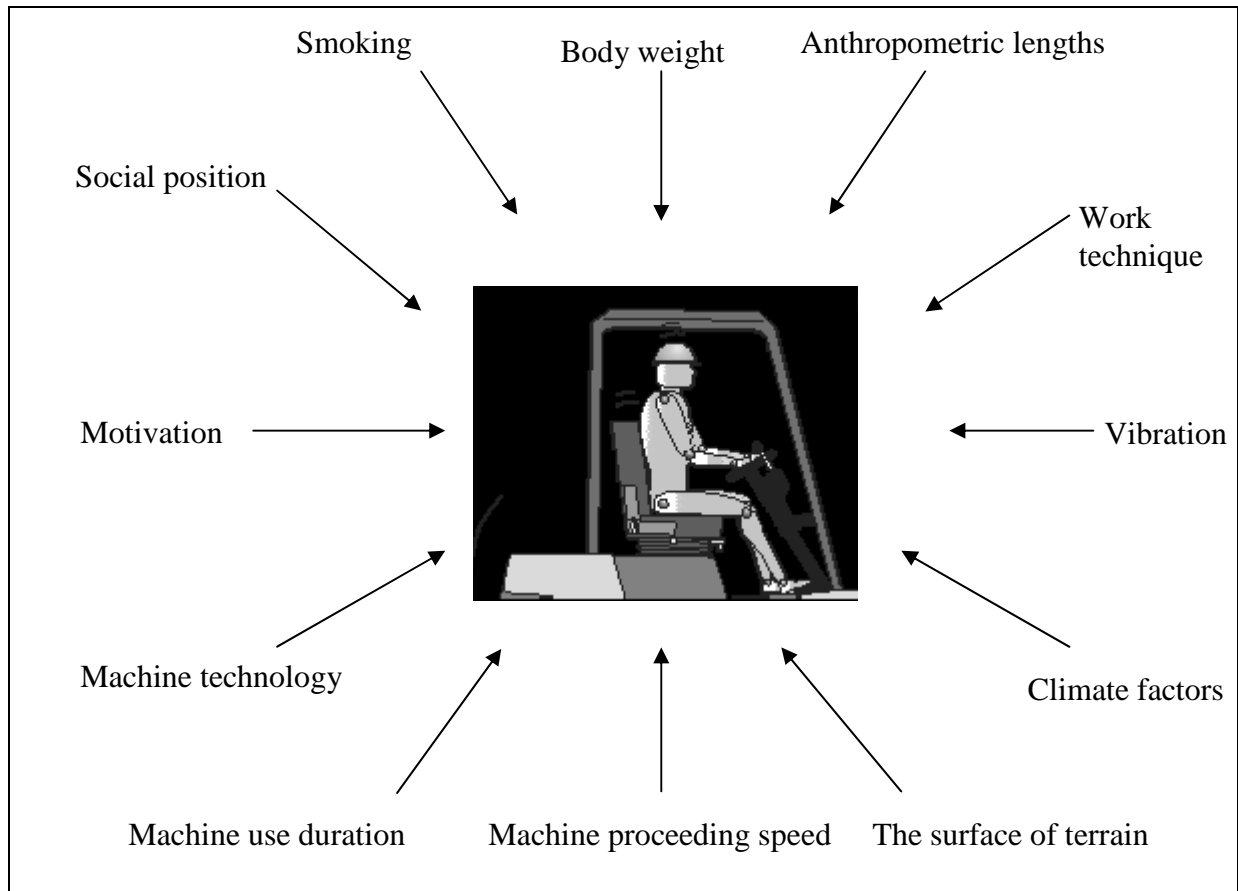 Smoking
Body weight
Anthropometric lengths
Social position
Work
technique
Motivation
Vibration
Machine technology
Climate factors
Machine use duration
Machine proceeding speed
The surface of terrain